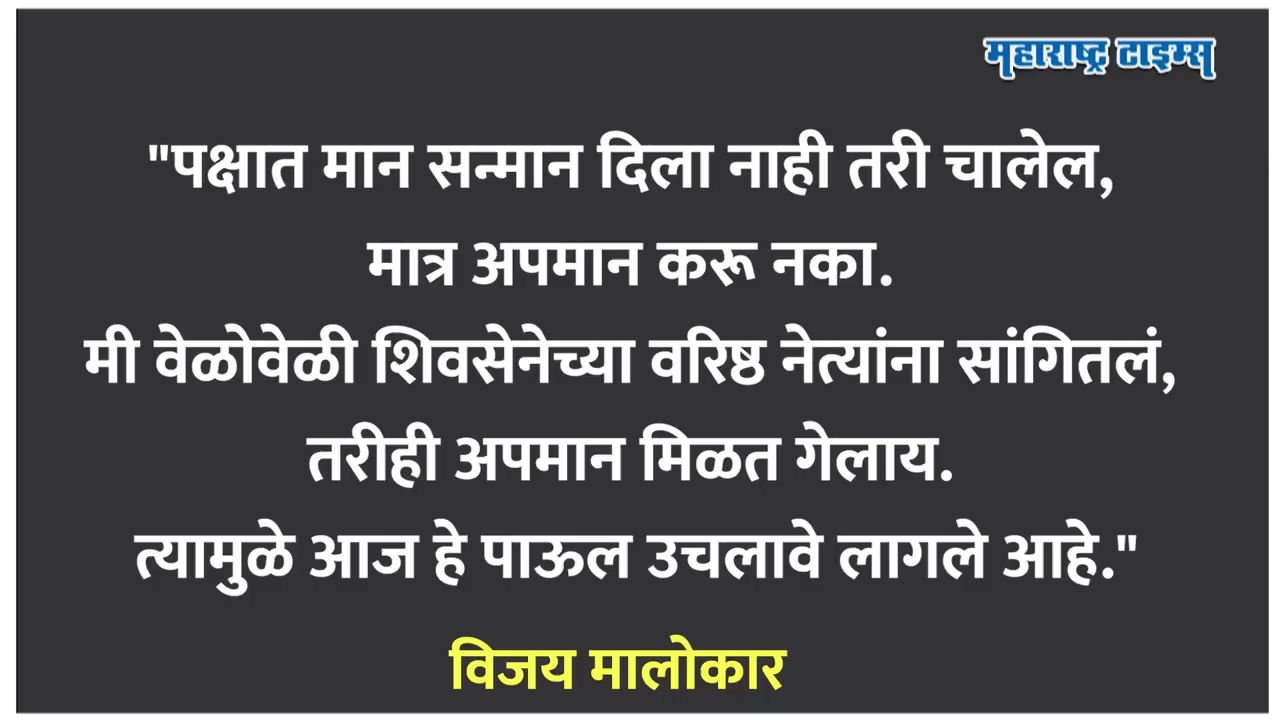 महाराष्ट्र टाइम्स
"पक्षात मान सन्मान दिला नाही तरी चालेल,
मात्र अपमान करू नका.
मी वेळोवेळी शिवसेनेच्या वरिष्ठ नेत्यांना सांगितलं,
तरीही अपमान मिळत गेलाय.
त्यामुळे आज हे पाऊल उचलावे लागले आहे."
विजय मालोकार